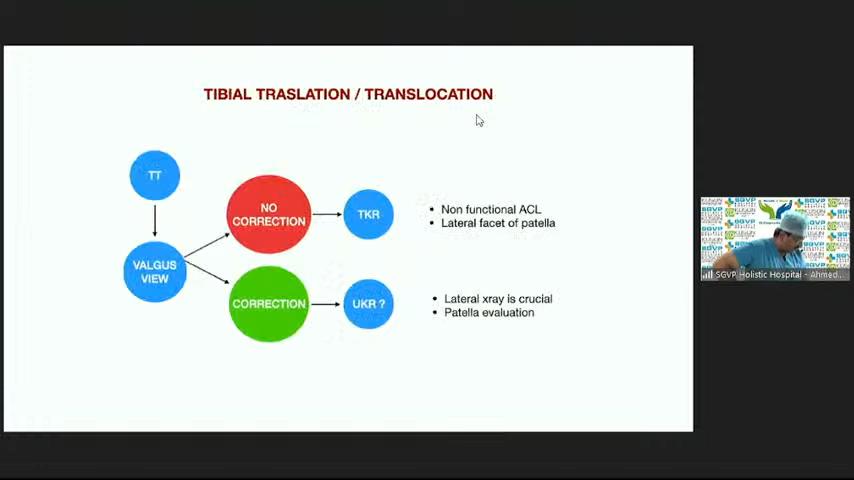 TIBIAL TRASLATION / TRANSLOCATION
TT
NO
CORRECTION
TKR
• Non functional ACL
• Lateral facet of patella
VALGUS
VIEW
CORRECTION
UKR ?
• Lateral xray is crucial
• Patella evaluation
SGVP
SGVP Holistic Hospital - Ahmed...